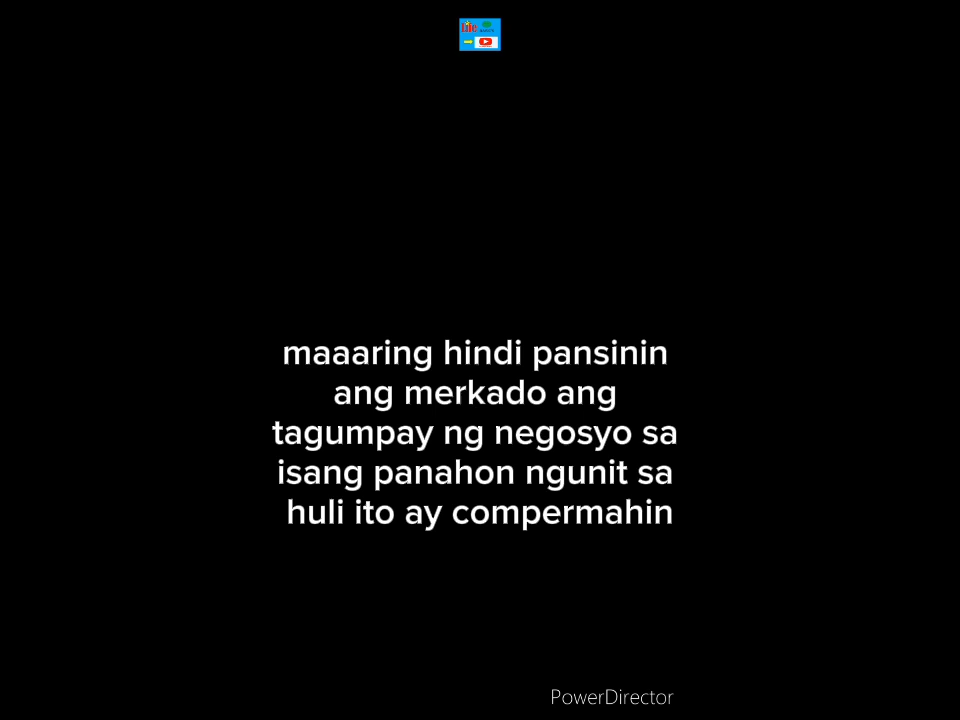 Life
maaaring hindi pansinin
ang merkado ang
tagumpay ng negosyo sa
isang panahon ngunit sa
huli ito ay compermahin
PowerDirector